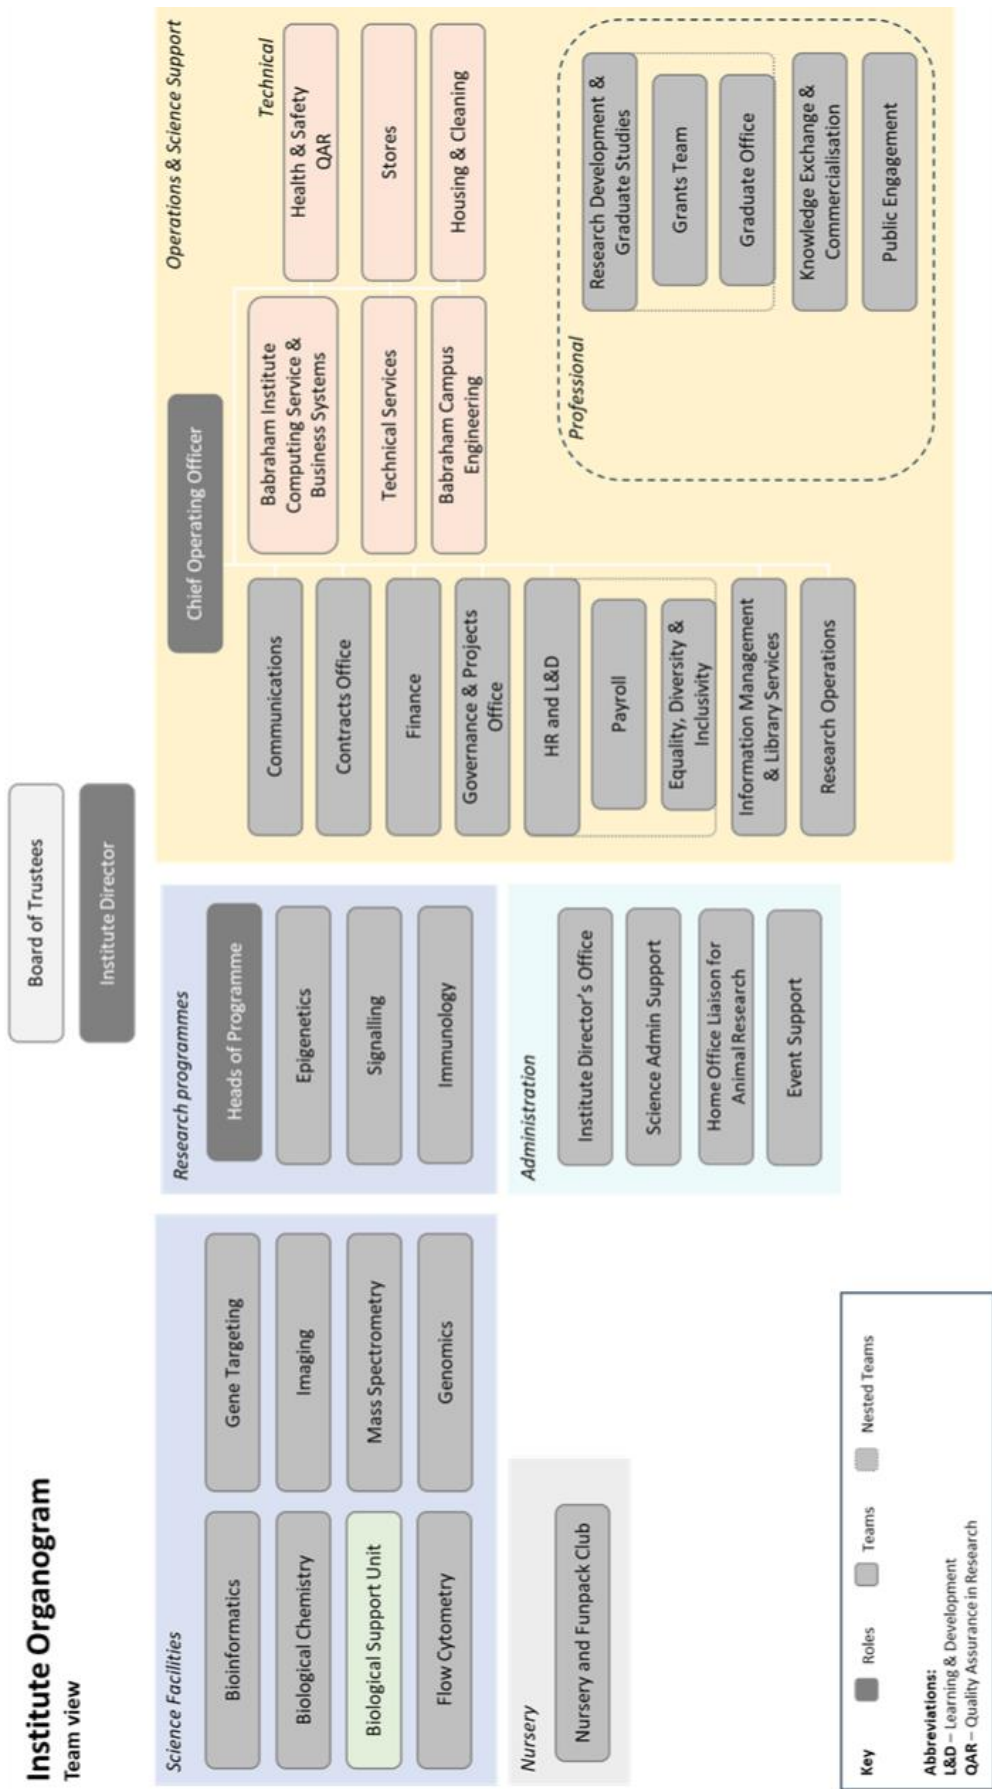 Institute Organogram
Team view
Board of Trustees
Institute Director
Science Facilities
Bioinformatics
Gene Targeting
Biological Chemistry
Imaging
Biological Support Unit
Mass Spectrometry
Flow Cytometry
Genomics
Research programmes
Heads of Programme
Epigenetics
Signalling
Immunology
Operations & Science Support
Chief Operating Officer
Communications
Contracts Office
Finance
Governance & Projects
Office
HR and L&D
Payroll
Equality, Diversity &
Inclusivity
Information Management
& Library Services
Research Operations
Technical
Babraham Institute
Computing Service &
Business Systems
Health & Safety
QAR
Technical Services
Stores
Babraham Campus
Engineering
Housing & Cleaning
Professional
Research Development &
Graduate Studies
Grants Team
Graduate Office
Knowledge Exchange &
Commercialisation
Public Engagement
Nursery
Nursery and Funpack Club
Administration
Institute Director's Office
Science Admin Support
Home Office Liaison for
Animal Research
Event Support
Key
Roles
Teams
Nested Teams
Abbreviations:
L&D – Learning & Development
QAR – Quality Assurance in Research